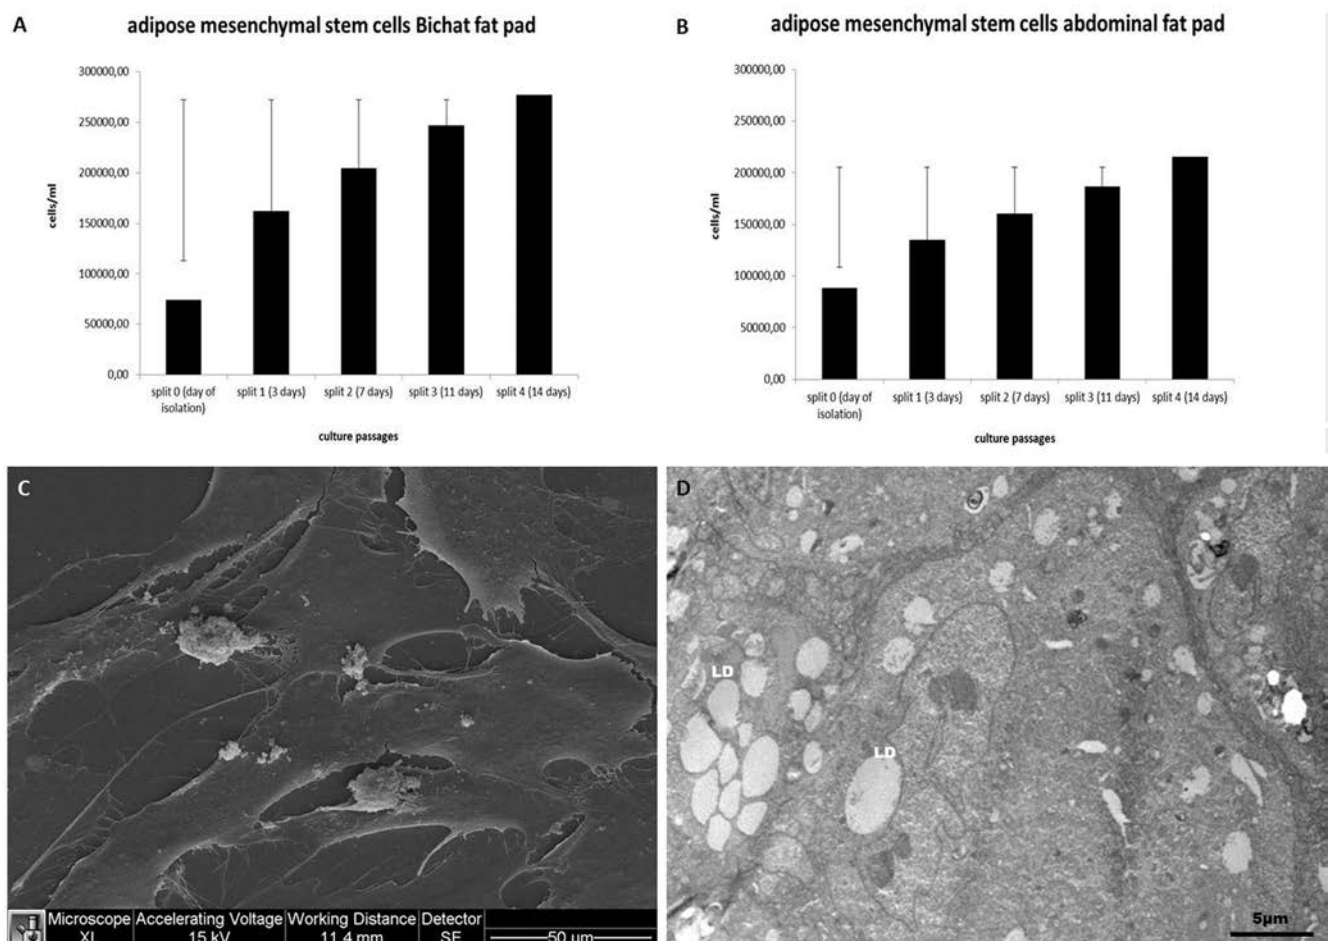 A
adipose mesenchymal stem cells Bichat fat pad
300000,00
250000,00
200000,00
150000,00
100000,00
50000,00
0,00
cells/ml
split 0 (day of
isolation)
split 1 (3 days)
split 2 (7 days)
split 3 (11 days)
split 4 (14 days)
culture passages
B
adipose mesenchymal stem cells abdominal fat pad
300000,00
250000,00
200000,00
150000,00
100000,00
50000,00
0,00
cells/ml
split 0 (day of
isolation)
split 1 (3 days)
split 2 (7 days)
split 3 (11 days)
split 4 (14 days)
culture passages
C
Microscope Accelerating Voltage Working Distance Detector
XL 15 kV 11.4 mm SE 50 µm
D
LD
LD
5µm